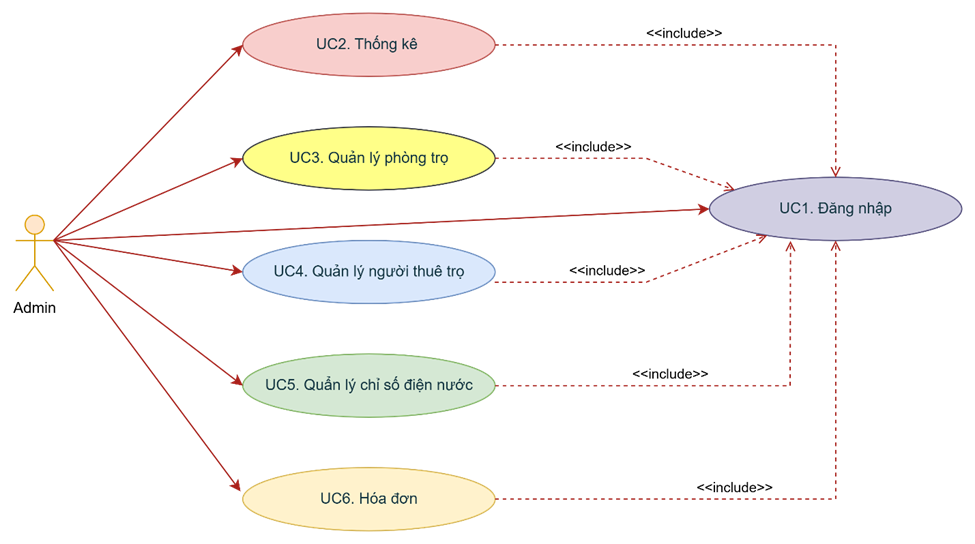 UC2. Thống kê
<<include>>
UC3. Quản lý phòng trọ
<<include>>
UC1. Đăng nhập
UC4. Quản lý người thuê trọ
<<include>>
Admin
UC5. Quẩn lý chỉ số điện nước
<<include>>
UC6. Hóa đơn
<<include>>